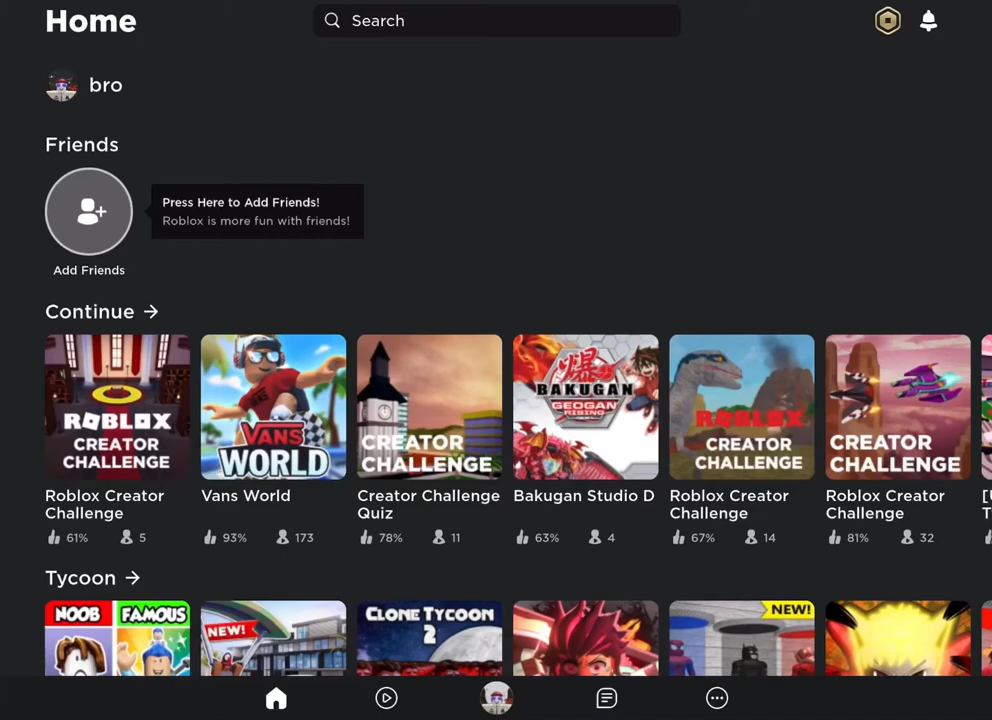 Home
Search
bro
Friends
Press Here to Add Friends!
Roblox is more fun with friends!
Add Friends
Continue →
ROBLOX
CREATOR
CHALLENGE
VANS
WORLD
CREATOR
CHALLENGE
爆
BAKUGAN
GEOGAN
RISING
ROBLOX
CREATOR
CHALLENGE
CREATOR
CHALLENGE
Roblox Creator
Challenge
Vans World
Creator Challenge
Quiz
Bakugan Studio D
Roblox Creator
Challenge
Roblox Creator
Challenge
61% 5
93% 173
78% 11
63% 4
67% 14
81% 32
Tycoon →
NOOB FAMOUS
NEW!
CLONE TYCOON
2
NEW!